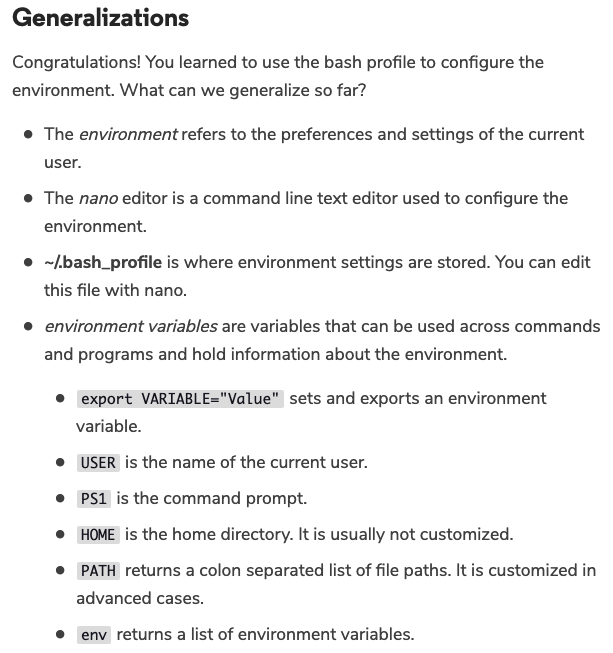 Generalizations
Congratulations! You learned to use the bash profile to configure the
environment. What can we generalize so far?
The environment refers to the preferences and settings of the current
user.
The nano editor is a command line text editor used to configure the
environment.
~/.bash_profile is where environment settings are stored. You can edit
this file with nano.
environment variables are variables that can be used across commands
and programs and hold information about the environment.
export VARIABLE="Value" sets and exports an environment
variable.
USER is the name of the current user.
PS1 is the command prompt.
HOME is the home directory. It is usually not customized.
PATH returns a colon separated list of file paths. It is customized in
advanced cases.
env returns a list of environment variables.